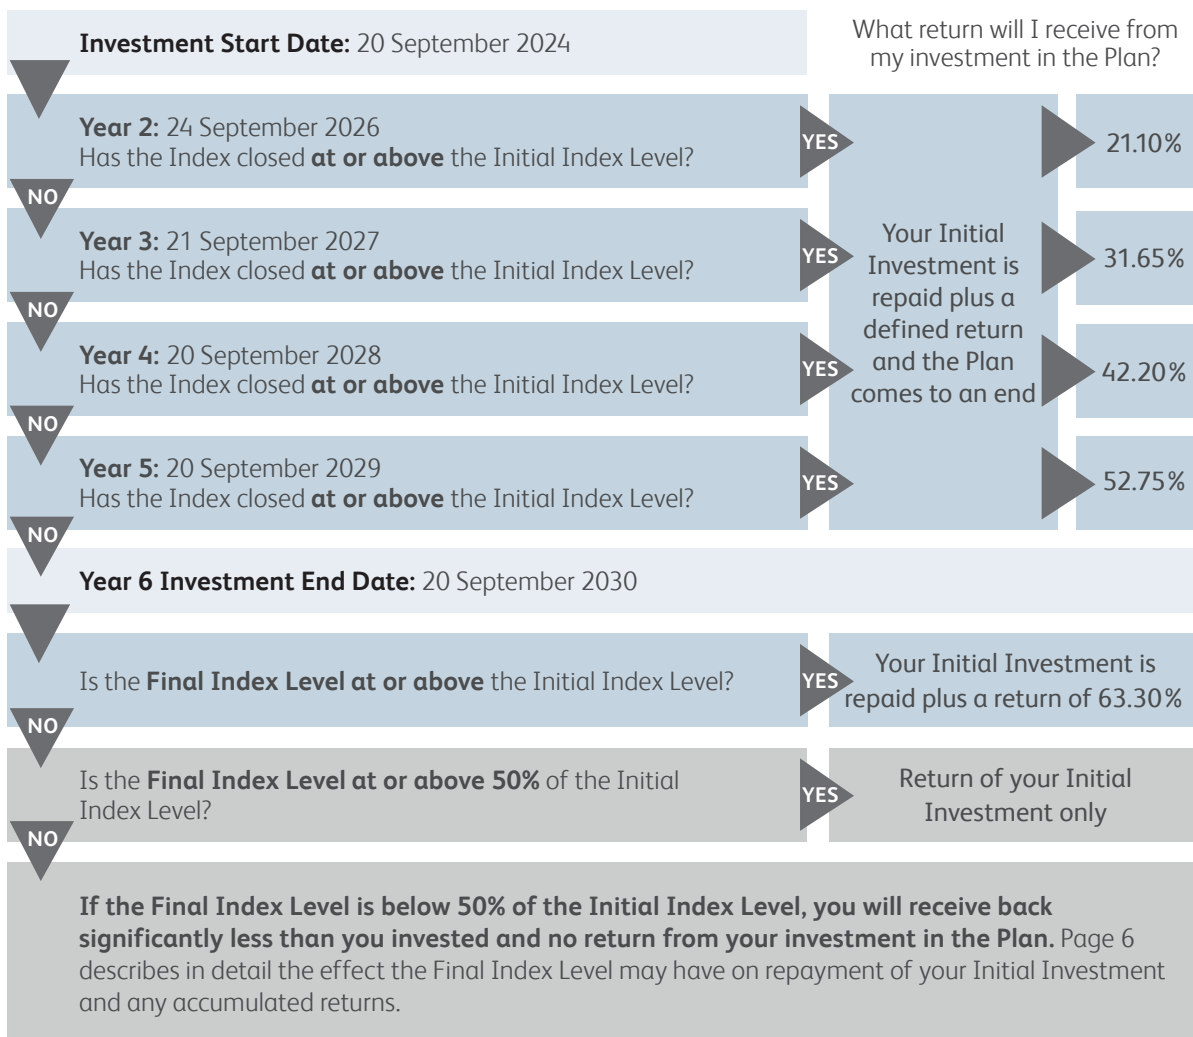 Investment Start Date: 20 September 2024
What return will I receive from
my investment in the Plan?
Year 2: 24 September 2026
Has the Index closed at or above the Initial Index Level?
YES
21.10%
NO
Year 3: 21 September 2027
Has the Index closed at or above the Initial Index Level?
YES
31.65%
NO
Year 4: 20 September 2028
Has the Index closed at or above the Initial Index Level?
YES
42.20%
NO
Year 5: 20 September 2029
Has the Index closed at or above the Initial Index Level?
YES
52.75%
Your Initial
Investment is
repaid plus a
defined return
and the Plan
comes to an end
NO
Year 6 Investment End Date: 20 September 2030
Is the Final Index Level at or above the Initial Index Level?
YES
Your Initial Investment is
repaid plus a return of 63.30%
NO
Is the Final Index Level at or above 50% of the Initial
Index Level?
YES
Return of your Initial
Investment only
NO
If the Final Index Level is below 50% of the Initial Index Level, you will receive back
significantly less than you invested and no return from your investment in the Plan. Page 6
describes in detail the effect the Final Index Level may have on repayment of your Initial Investment
and any accumulated returns.